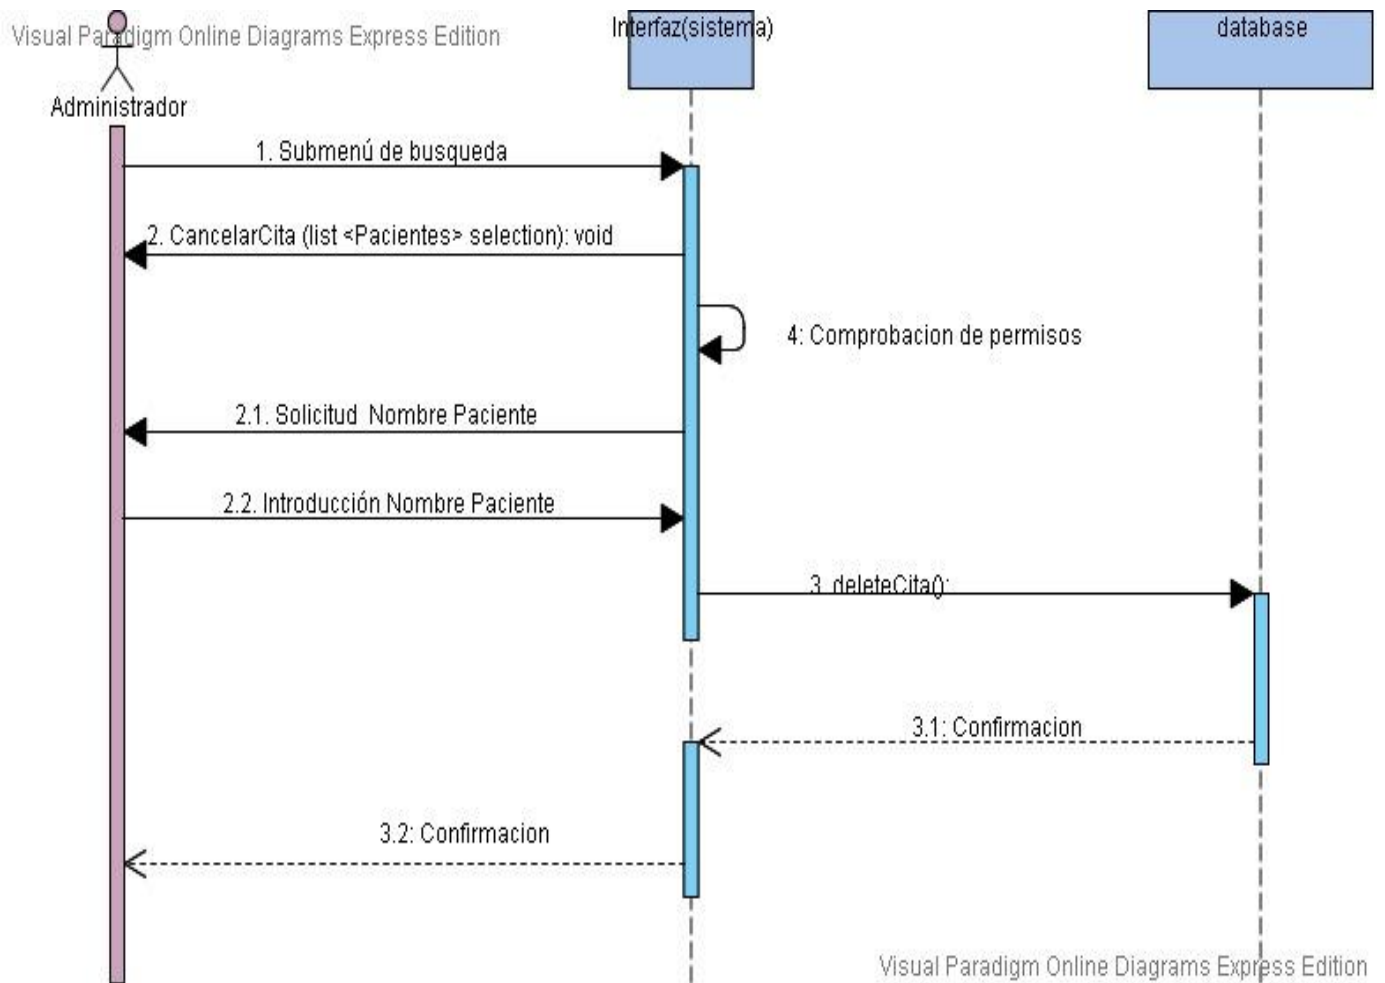 Visual Paradigm Online Diagrams Express Edition
Interfaz(sistema)
database
Administrador
1. Submenú de busqueda
2. CancelarCita (list <Pacientes> selection): void
4: Comprobacion de permisos
2.1. Solicitud Nombre Paciente
2.2. Introducción Nombre Paciente
3. deleteCita():
3.1: Confirmacion
3.2: Confirmacion
Visual Paradigm Online Diagrams Express Edition